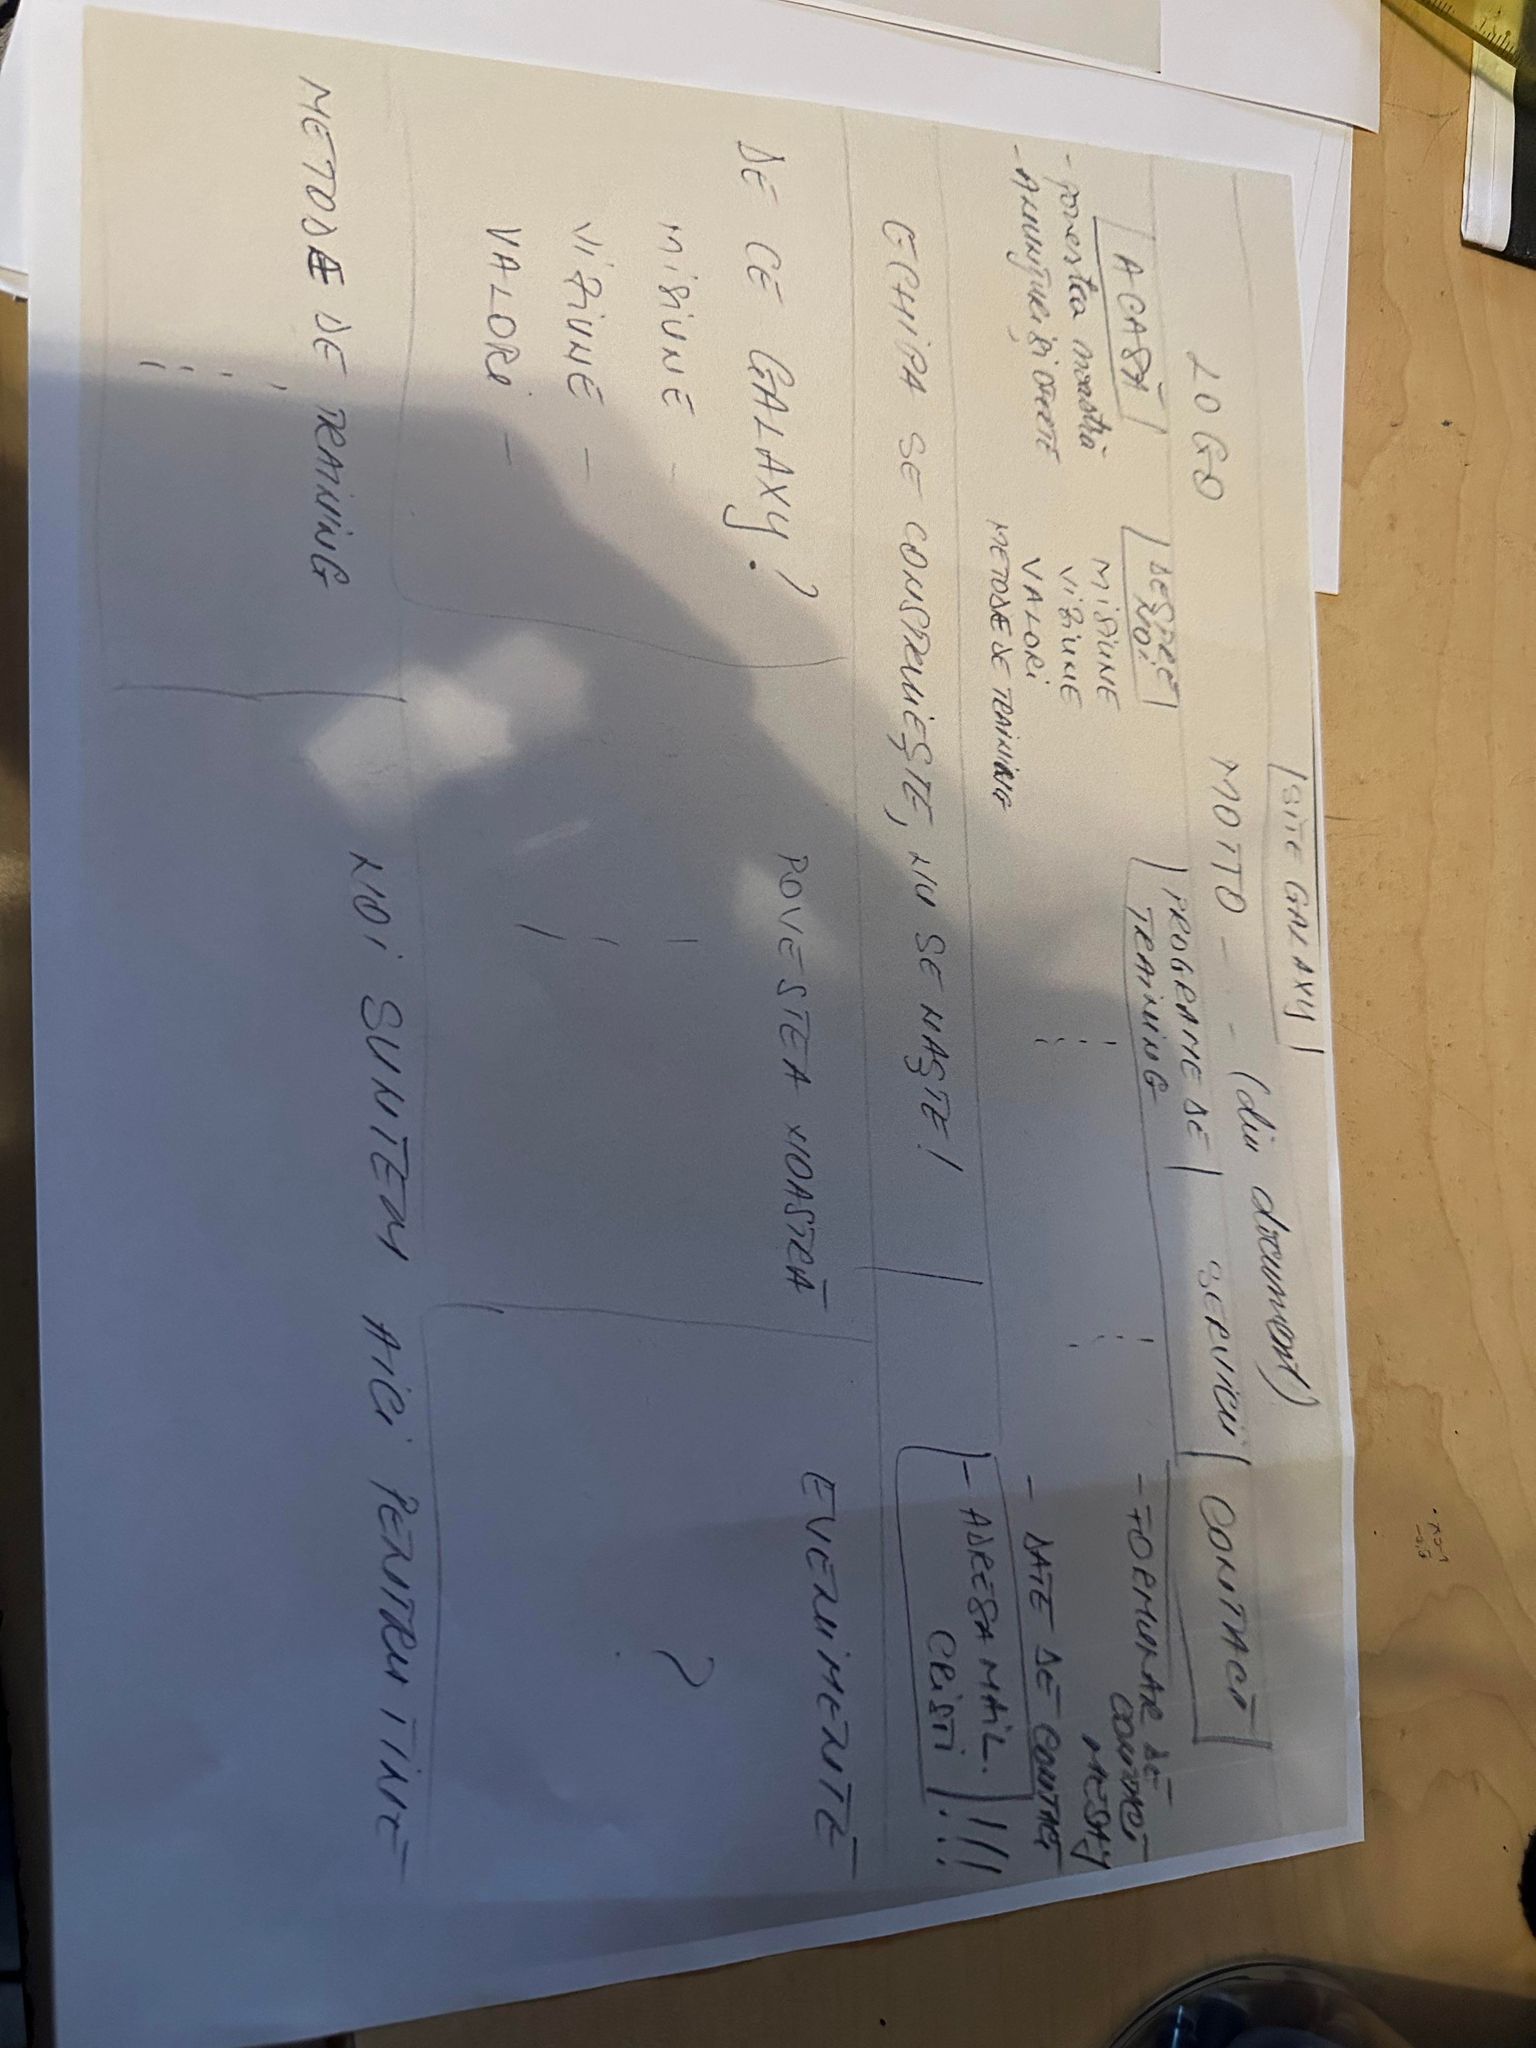 SITE GALAXY
LOGO
MOTTO - - - (din document)
ACASĂ
- povestea noastră
- ANUNȚURI ȘI OFERTE
DESPRE
NOI
MISIUNE
VIZIUNE
VALORI
METODE DE TRAINING
PROGRAME DE
TRAINING
SERVICII
CONTACT
- FORMULAR DE
CONTACT
MESAJ
- DATE DE CONTACT
- ADRESA MAIL.
CRISTI !!!
ECHIPA SE CONSTRUIEȘTE, NU SE NAȘTE!
DE CE GALAXY?
MISIUNE -
VIZIUNE -
VALORI -
POVESTEA NOASTRĂ
EVENIMENTE
?
METODE DE TRAINING
NOI SUNTEM AICI PENTRU TINE